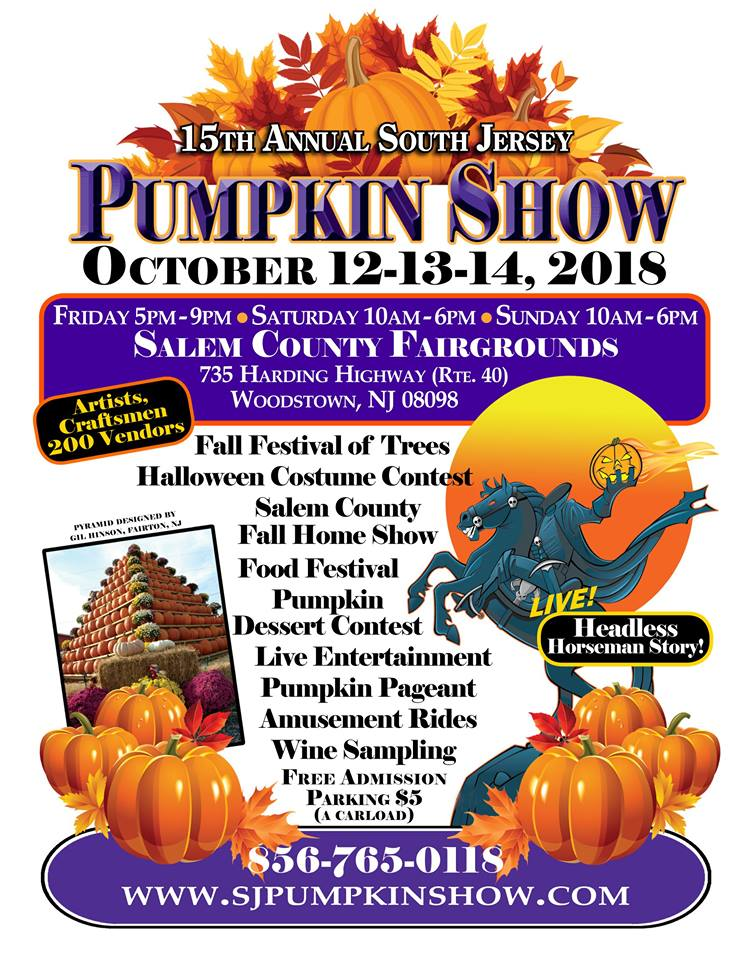 15TH ANNUAL SOUTH JERSEY
PUMPKIN SHOW
OCTOBER 12-13-14, 2018
FRIDAY 5PM-9PM • SATURDAY 10AM-6PM • SUNDAY 10AM-6PM
SALEM COUNTY FAIRGROUNDS
735 HARDING HIGHWAY (RTE. 40)
WOODSTOWN, NJ 08098
Artists,
Craftsmen
200 Vendors
Fall Festival of Trees
Halloween Costume Contest
Salem County
Fall Home Show
Food Festival
Pumpkin
Dessert Contest
Live Entertainment
Pumpkin Pageant
Amusement Rides
Wine Sampling
FREE ADMISSION
PARKING $5
(A CARLOAD)
PYRAMID DESIGNED BY
GIL HINSON, FAIRTON, NJ
LIVE!
Headless
Horseman Story!
856-765-0118
WWW.SJPUMPKINSHOW.COM